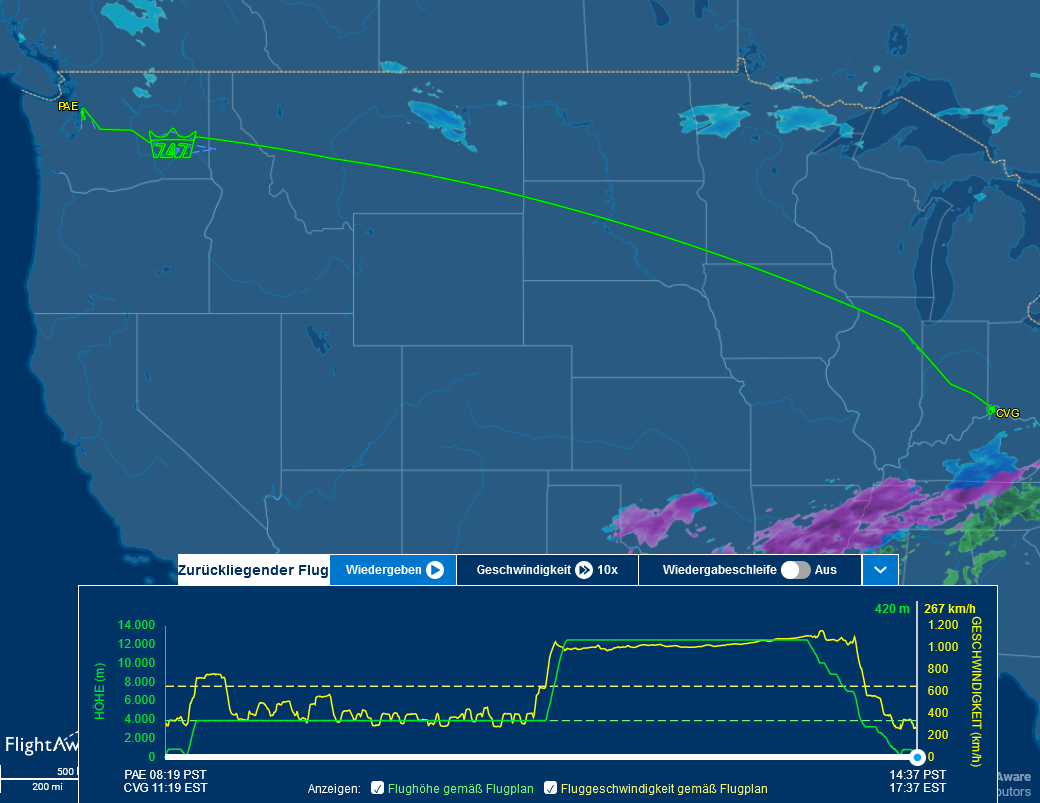 PAE
747
CVG
Zurückliegender Flug Wiedergeben Geschwindigkeit 10x Wiedergabeschleife Aus
420 m 267 km/h
14.000 1.200
12.000 1.000
10.000 800
8.000 600
6.000 400
4.000 200
2.000 0
0
HÖHE (m)
GESCHWINDIGKEIT (km/h)
FlightAw
500
200 mi
PAE 08:19 PST 14:37 PST
CVG 11:19 EST 17:37 EST
Anzeigen: Flughöhe gemäß Flugplan Fluggeschwindigkeit gemäß Flugplan
Aware
butors